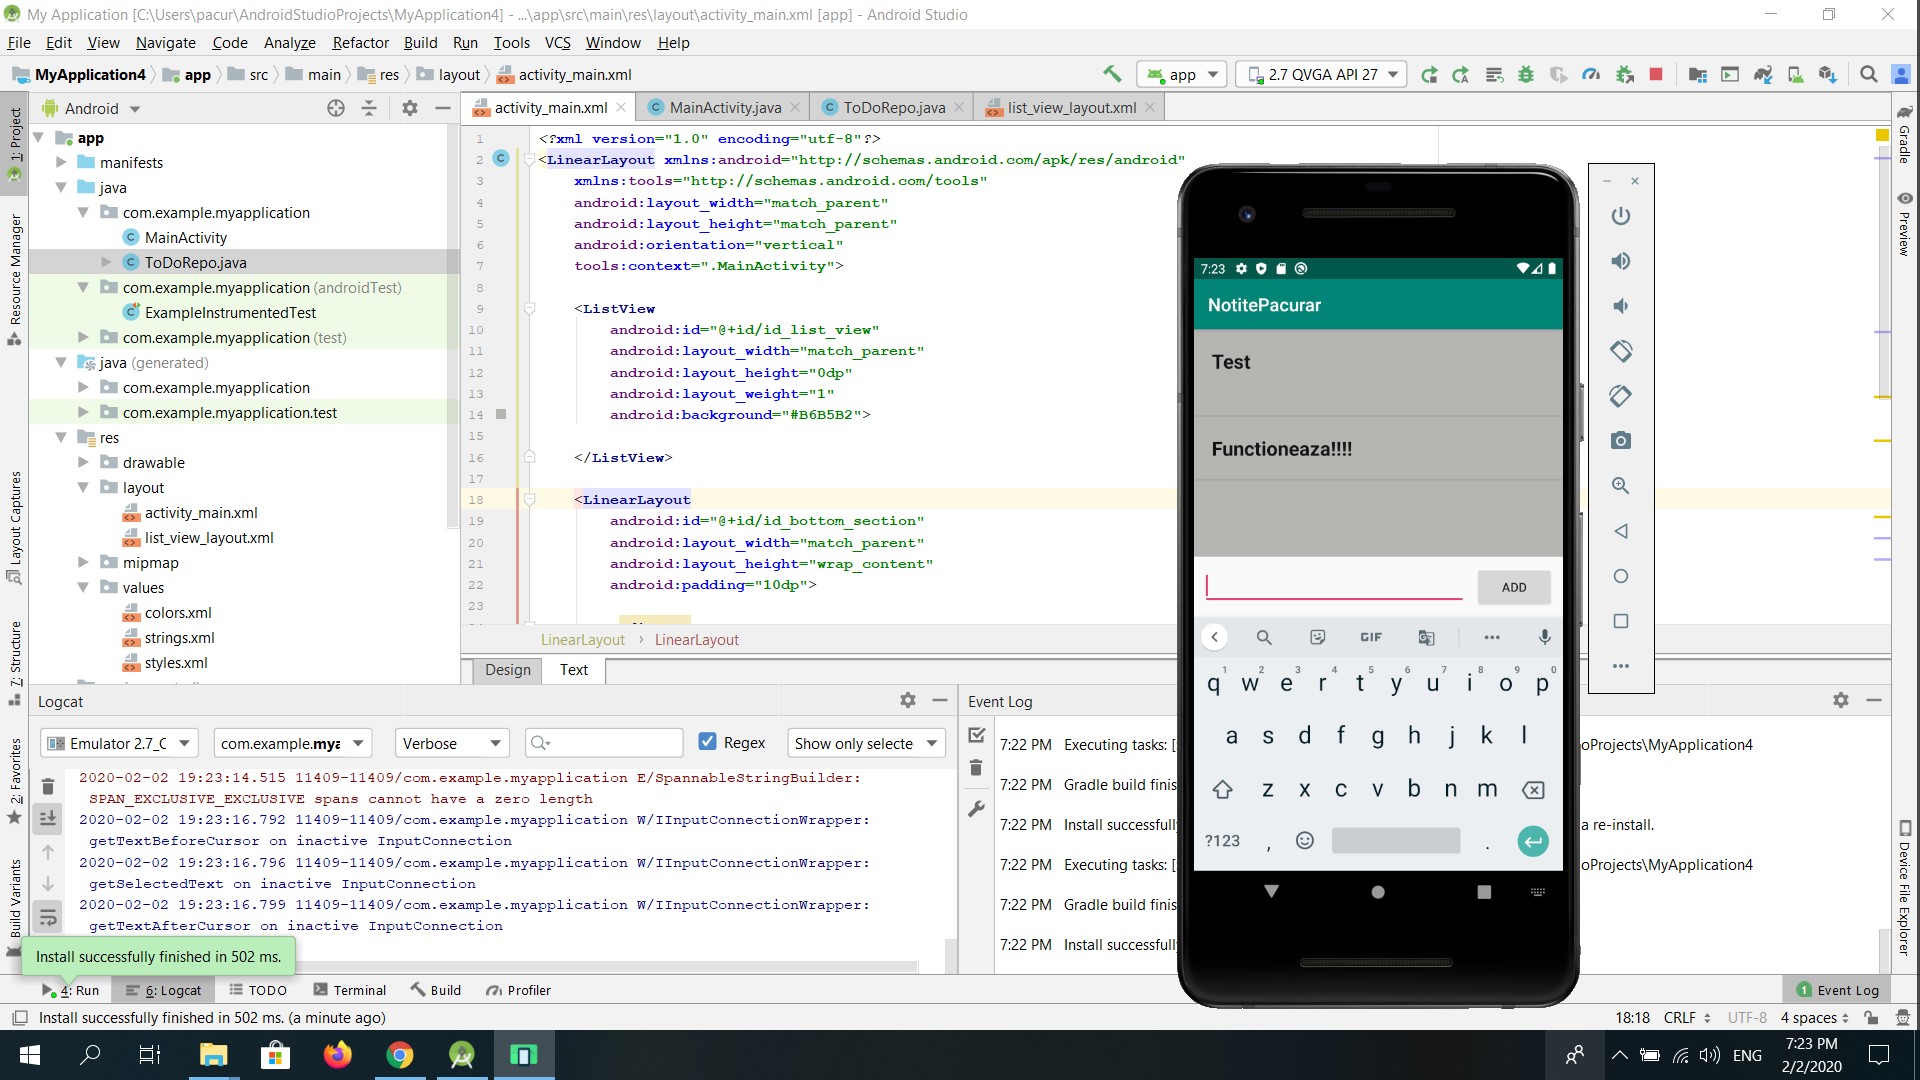 My Application [C:\Users\pacur\AndroidStudioProjects\MyApplication4] - ...\app\src\main\res\layout\activity_main.xml [app] - Android Studio
File Edit View Navigate Code Analyze Refactor Build Run Tools VCS Window Help
MyApplication4 app src main res layout activity_main.xml
app 2.7 QVGA API 27
Android
activity_main.xml MainActivity.java ToDoRepo.java list_view_layout.xml
1: Project
Resource Manager
Layout Captures
7: Structure
2: Favorites
Build Variants
app
manifests
java
com.example.myapplication
MainActivity
ToDoRepo.java
com.example.myapplication (androidTest)
ExampleInstrumentedTest
com.example.myapplication (test)
java (generated)
com.example.myapplication
com.example.myapplication.test
res
drawable
layout
activity_main.xml
list_view_layout.xml
mipmap
values
colors.xml
strings.xml
styles.xml
1 <?xml version="1.0" encoding="utf-8"?>
2 <LinearLayout xmlns:android="http://schemas.android.com/apk/res/android"
3 xmlns:tools="http://schemas.android.com/tools"
4 android:layout_width="match_parent"
5 android:layout_height="match_parent"
6 android:orientation="vertical"
7 tools:context=".MainActivity">
8
9 <ListView
10 android:id="@+id/id_list_view"
11 android:layout_width="match_parent"
12 android:layout_height="0dp"
13 android:layout_weight="1"
14 android:background="#B6B5B2">
15
16 </ListView>
17
18 <LinearLayout
19 android:id="@+id/id_bottom_section"
20 android:layout_width="match_parent"
21 android:layout_height="wrap_content"
22 android:padding="10dp">
23
LinearLayout › LinearLayout
Design Text
Gradle
Preview
Device File Explorer
7:23
NotitePacurar
Test
Functioneaza!!!!
ADD
GIF
q1 w2 e3 r4 t5 y6 u7 i8 o9 p0
a s d f g h j k l
z x c v b n m
?123 , .
Logcat
Emulator 2.7_C com.example.mya Verbose Regex Show only selecte
2020-02-02 19:23:14.515 11409-11409/com.example.myapplication E/SpannableStringBuilder:
SPAN_EXCLUSIVE_EXCLUSIVE spans cannot have a zero length
2020-02-02 19:23:16.792 11409-11409/com.example.myapplication W/IInputConnectionWrapper:
getTextBeforeCursor on inactive InputConnection
2020-02-02 19:23:16.796 11409-11409/com.example.myapplication W/IInputConnectionWrapper:
getSelectedText on inactive InputConnection
2020-02-02 19:23:16.799 11409-11409/com.example.myapplication W/IInputConnectionWrapper:
getTextAfterCursor on inactive InputConnection
Install successfully finished in 502 ms.
Event Log
7:22 PM Executing tasks: [ oProjects\MyApplication4
7:22 PM Gradle build finis
7:22 PM Install successfull a re-install.
7:22 PM Executing tasks: [ oProjects\MyApplication4
7:22 PM Gradle build finis
7:22 PM Install successfull
4: Run 6: Logcat TODO Terminal Build Profiler 1 Event Log
Install successfully finished in 502 ms. (a minute ago) 18:18 CRLF UTF-8 4 spaces
ENG
7:23 PM
2/2/2020